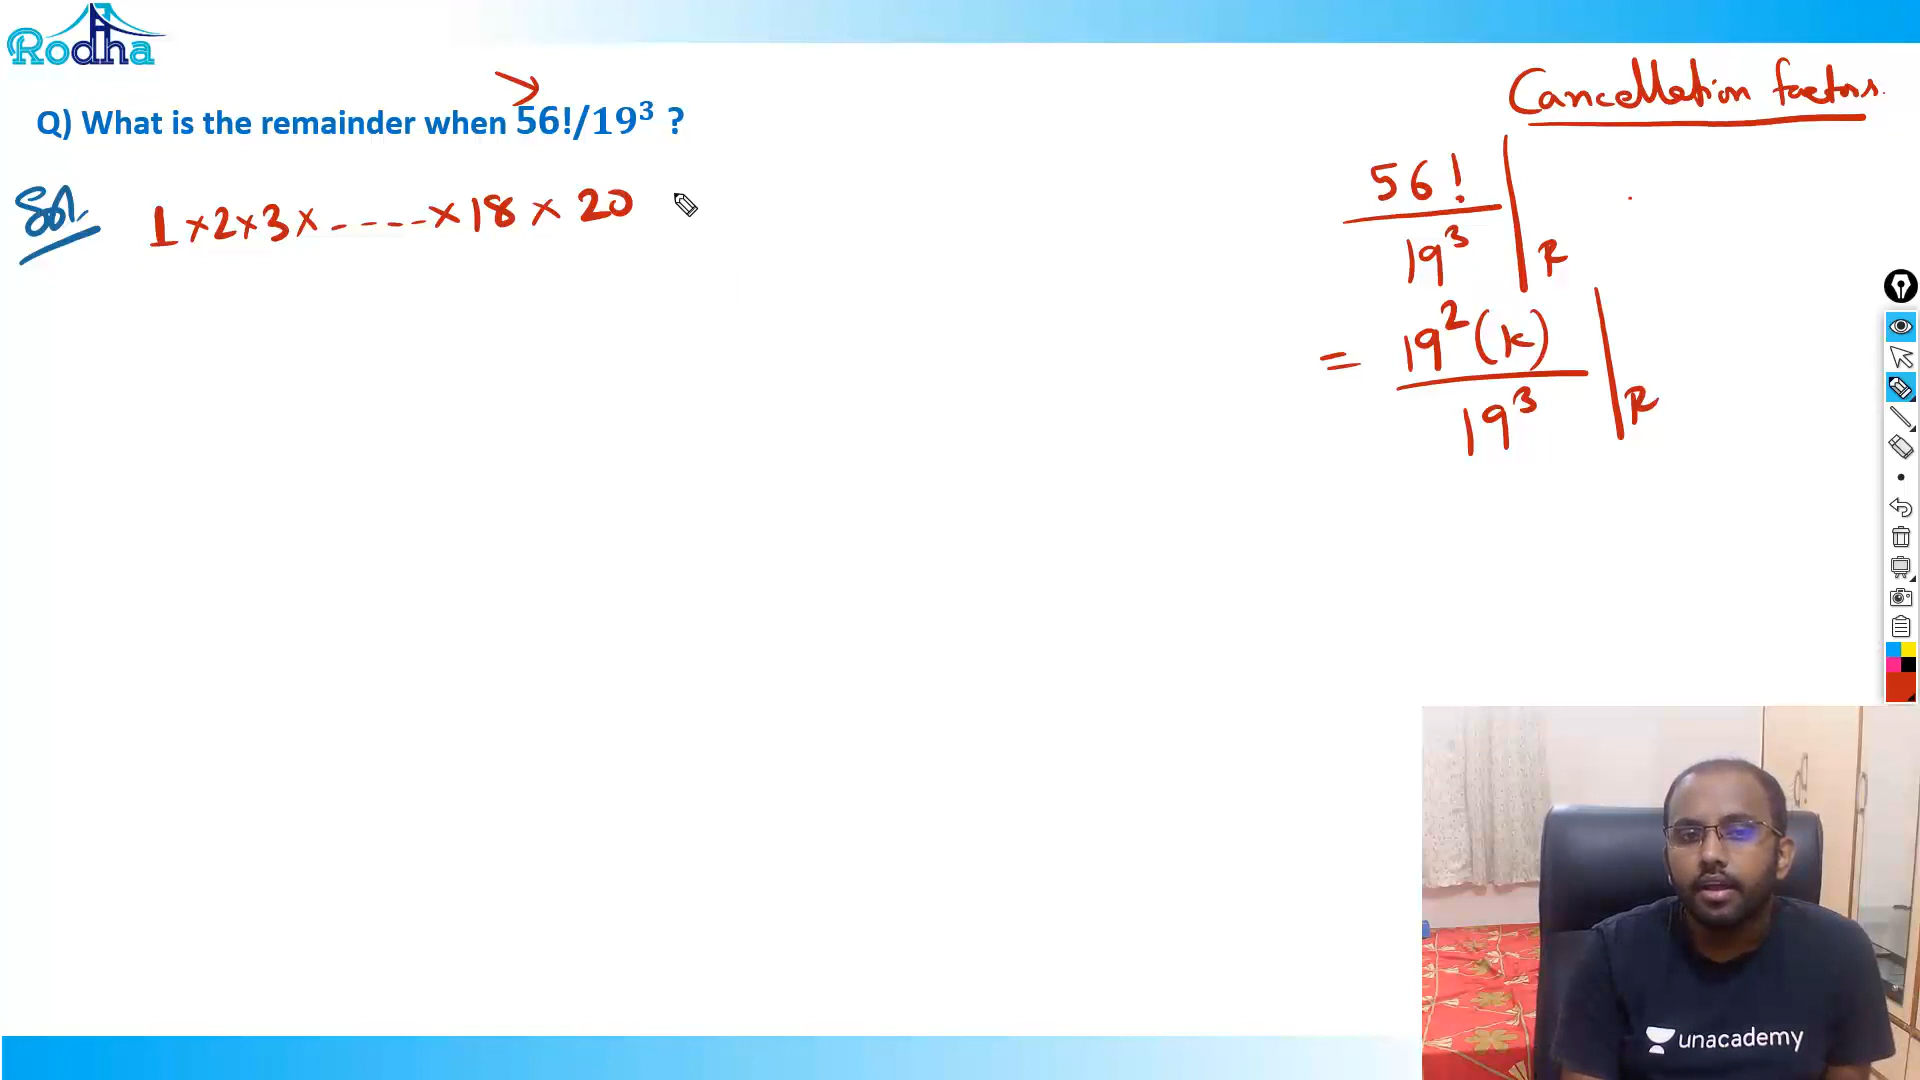 Rodha
Q) What is the remainder when 56!/19³ ?
Cancellation factors.
Sol.
1 × 2 × 3 × ----- × 18 × 20
56!
19³
R
= 19²(k)
19³
R
unacademy